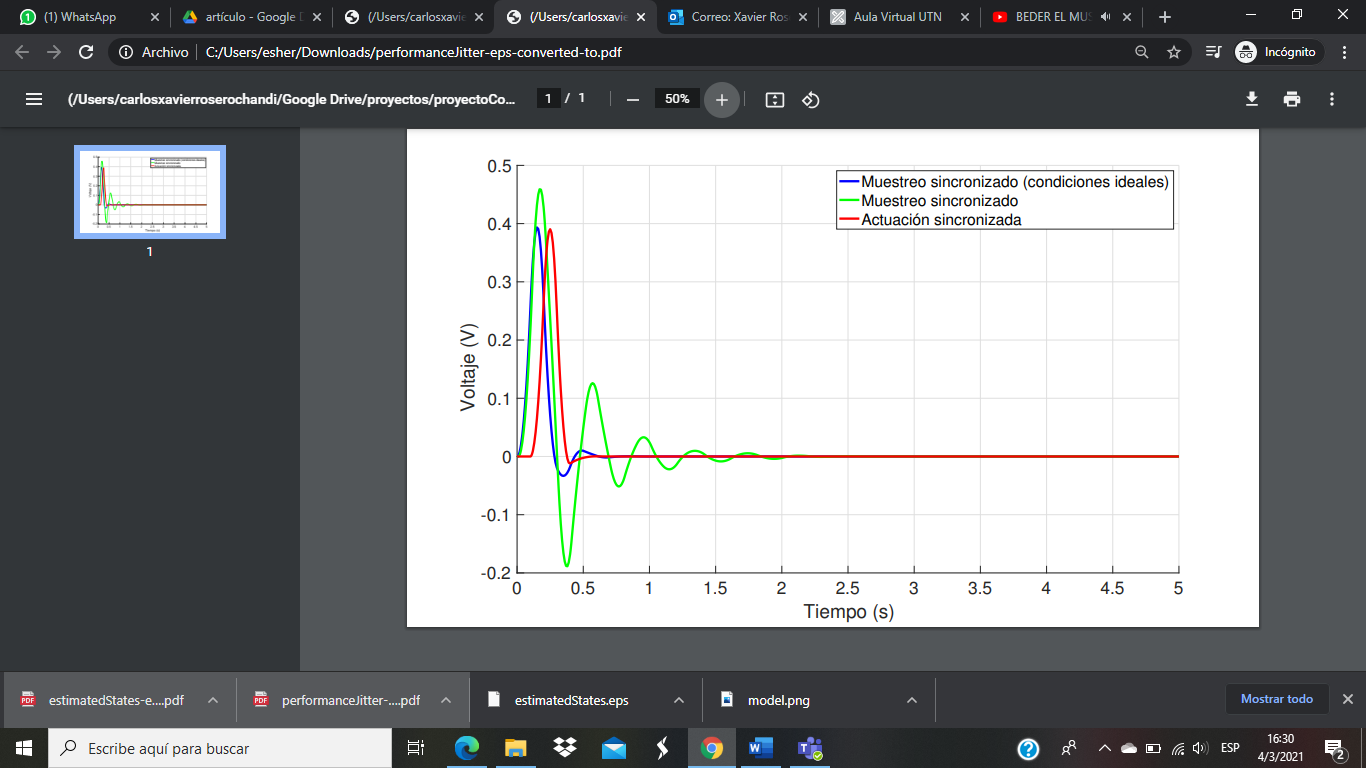 (1) WhatsApp
artículo - Google D
(/Users/carlosxavie
(/Users/carlosxavie
Correo: Xavier Ros
Aula Virtual UTN
BEDER EL MUS
Archivo
C:/Users/esher/Downloads/performanceJitter-eps-converted-to.pdf
Incógnito
(/Users/carlosxavierroserochandi/Google Drive/proyectos/proyectoCo...
1 / 1
50%
1
0.5
0.4
0.3
0.2
0.1
0
-0.1
-0.2
Voltaje (V)
Muestreo sincronizado (condiciones ideales)
Muestreo sincronizado
Actuación sincronizada
0 0.5 1 1.5 2 2.5 3 3.5 4 4.5 5
Tiempo (s)
estimatedStates-e....pdf
performanceJitter-....pdf
estimatedStates.eps
model.png
Mostrar todo
Escribe aquí para buscar
ESP
16:30
4/3/2021
2